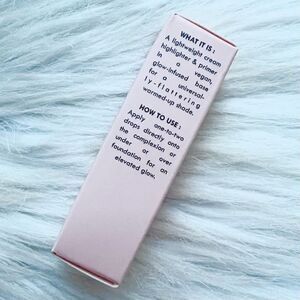 WHAT IT IS:
A lightweight cream
highlighter & primer
in a vegan,
glow-infused base
for a universal-
ly-flattering
warmed-up shade.
HOW TO USE:
Apply one-to-two
drops directly onto
the complexion or
under or over
foundation for an
elevated glow.